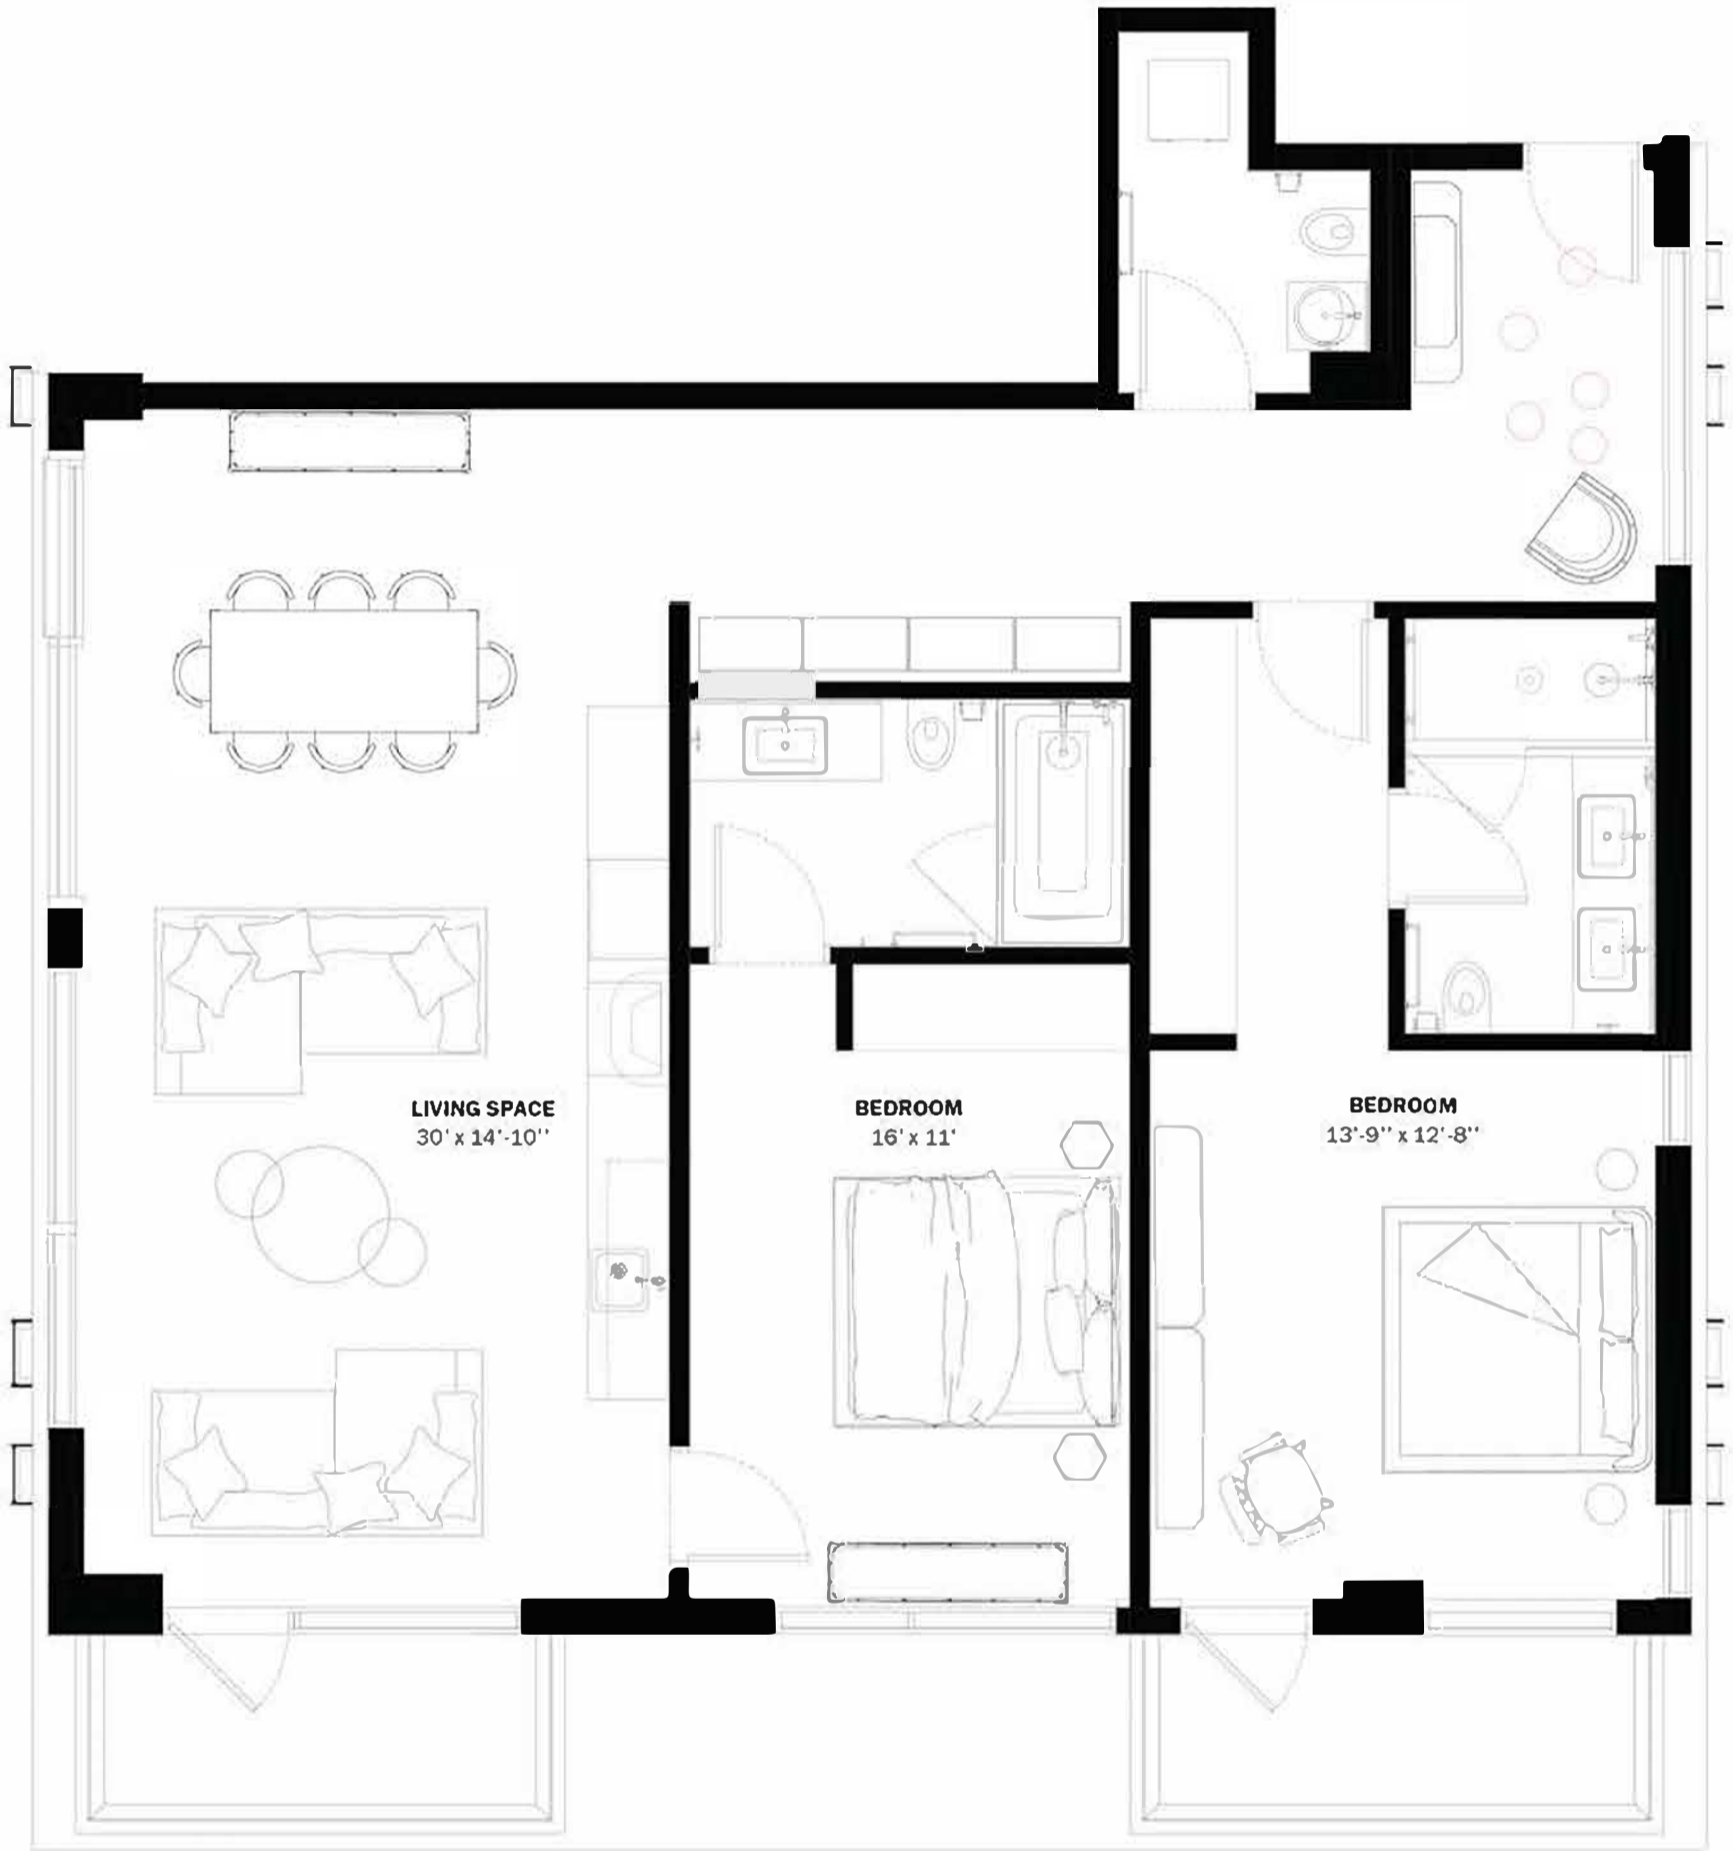 LIVING SPACE
30' x 14'-10"
BEDROOM
16' x 11'
BEDROOM
13'-9" x 12'-8"